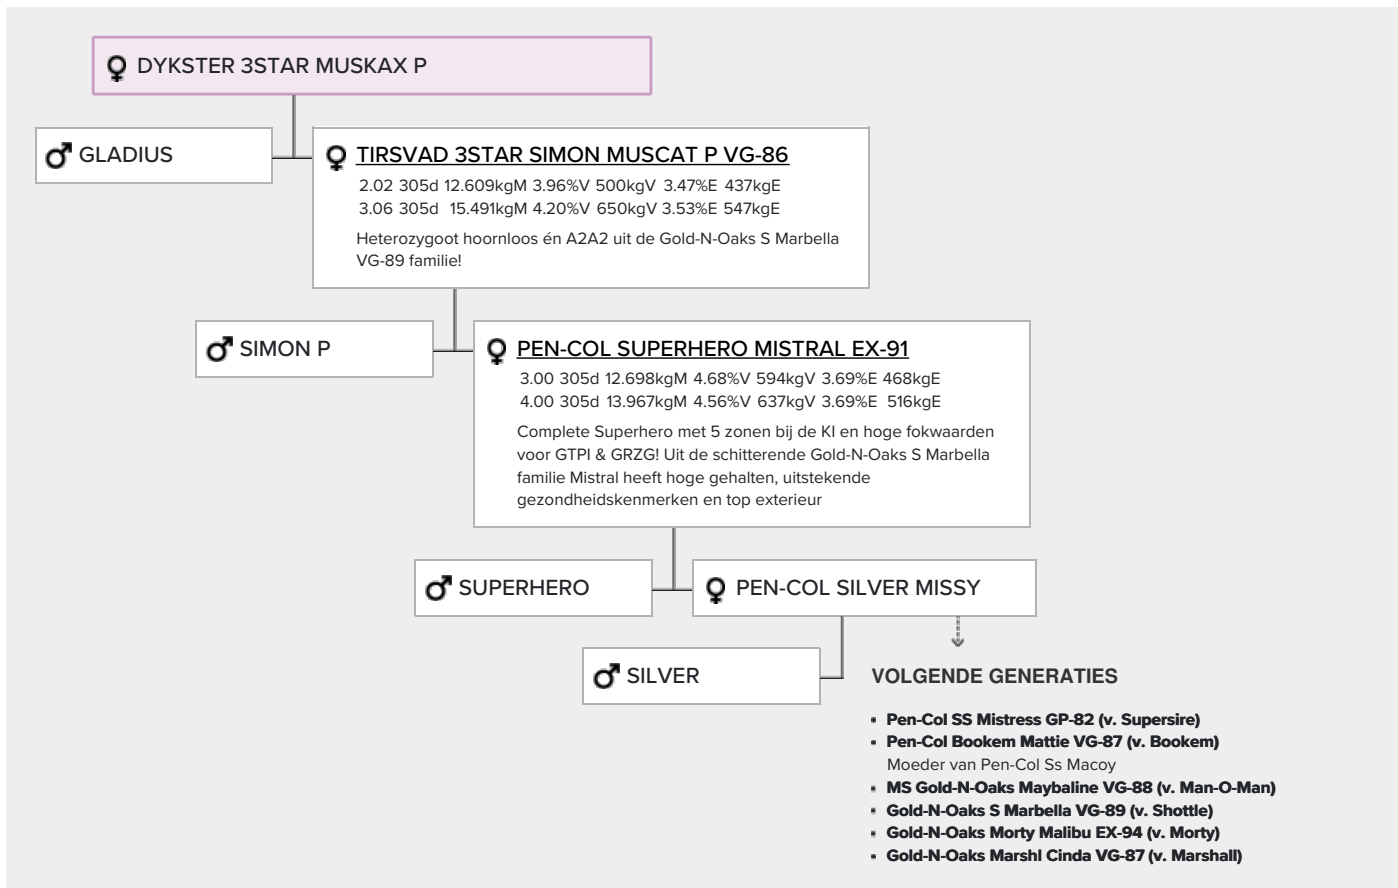 DYKSTER 3STAR MUSKAX P
GLADIUS
TIRSVAD 3STAR SIMON MUSCAT P VG-86
2.02 305d 12.609kgM 3.96%V 500kgV 3.47%E 437kgE
3.06 305d 15.491kgM 4.20%V 650kgV 3.53%E 547kgE
Heterozygoot hoornloos én A2A2 uit de Gold-N-Oaks S Marbella
VG-89 familie!
SIMON P
PEN-COL SUPERHERO MISTRAL EX-91
3.00 305d 12.698kgM 4.68%V 594kgV 3.69%E 468kgE
4.00 305d 13.967kgM 4.56%V 637kgV 3.69%E 516kgE
Complete Superhero met 5 zonen bij de KI en hoge fokwaarden
voor GTPI & GRZG! Uit de schitterende Gold-N-Oaks S Marbella
familie Mistral heeft hoge gehalten, uitstekende
gezondheidskenmerken en top exterieur
SUPERHERO
PEN-COL SILVER MISSY
SILVER
VOLGENDE GENERATIES
• Pen-Col SS Mistress GP-82 (v. Supersire)
• Pen-Col Bookem Mattie VG-87 (v. Bookem)
Moeder van Pen-Col Ss Macoy
• MS Gold-N-Oaks Maybaline VG-88 (v. Man-O-Man)
• Gold-N-Oaks S Marbella VG-89 (v. Shottle)
• Gold-N-Oaks Morty Malibu EX-94 (v. Morty)
• Gold-N-Oaks Marshl Cinda VG-87 (v. Marshall)